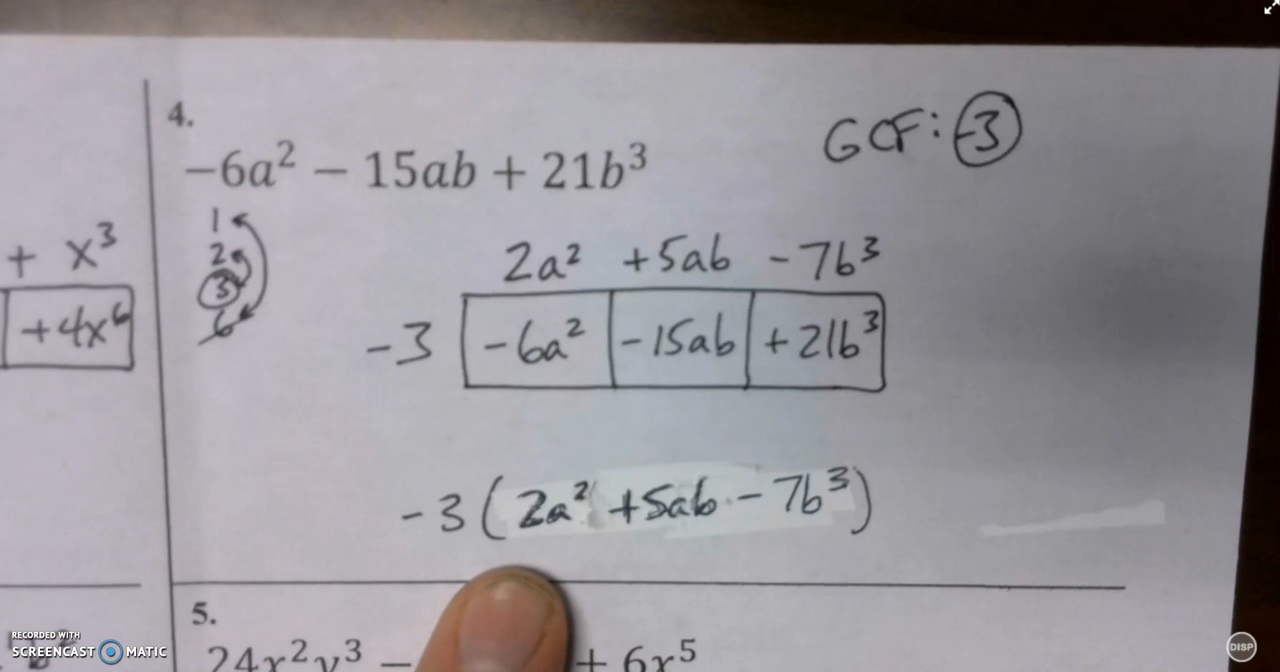 4.
GCF: -3
-6a² - 15ab + 21b³
1
2
3
6
+ x³
+4x⁶
2a² +5ab -7b³
-3 -6a² -15ab +21b³
-3(2a² +5ab -7b³)
5.
24x²y³ - + 6x⁵
RECORDED WITH
SCREENCAST MATIC
DISP